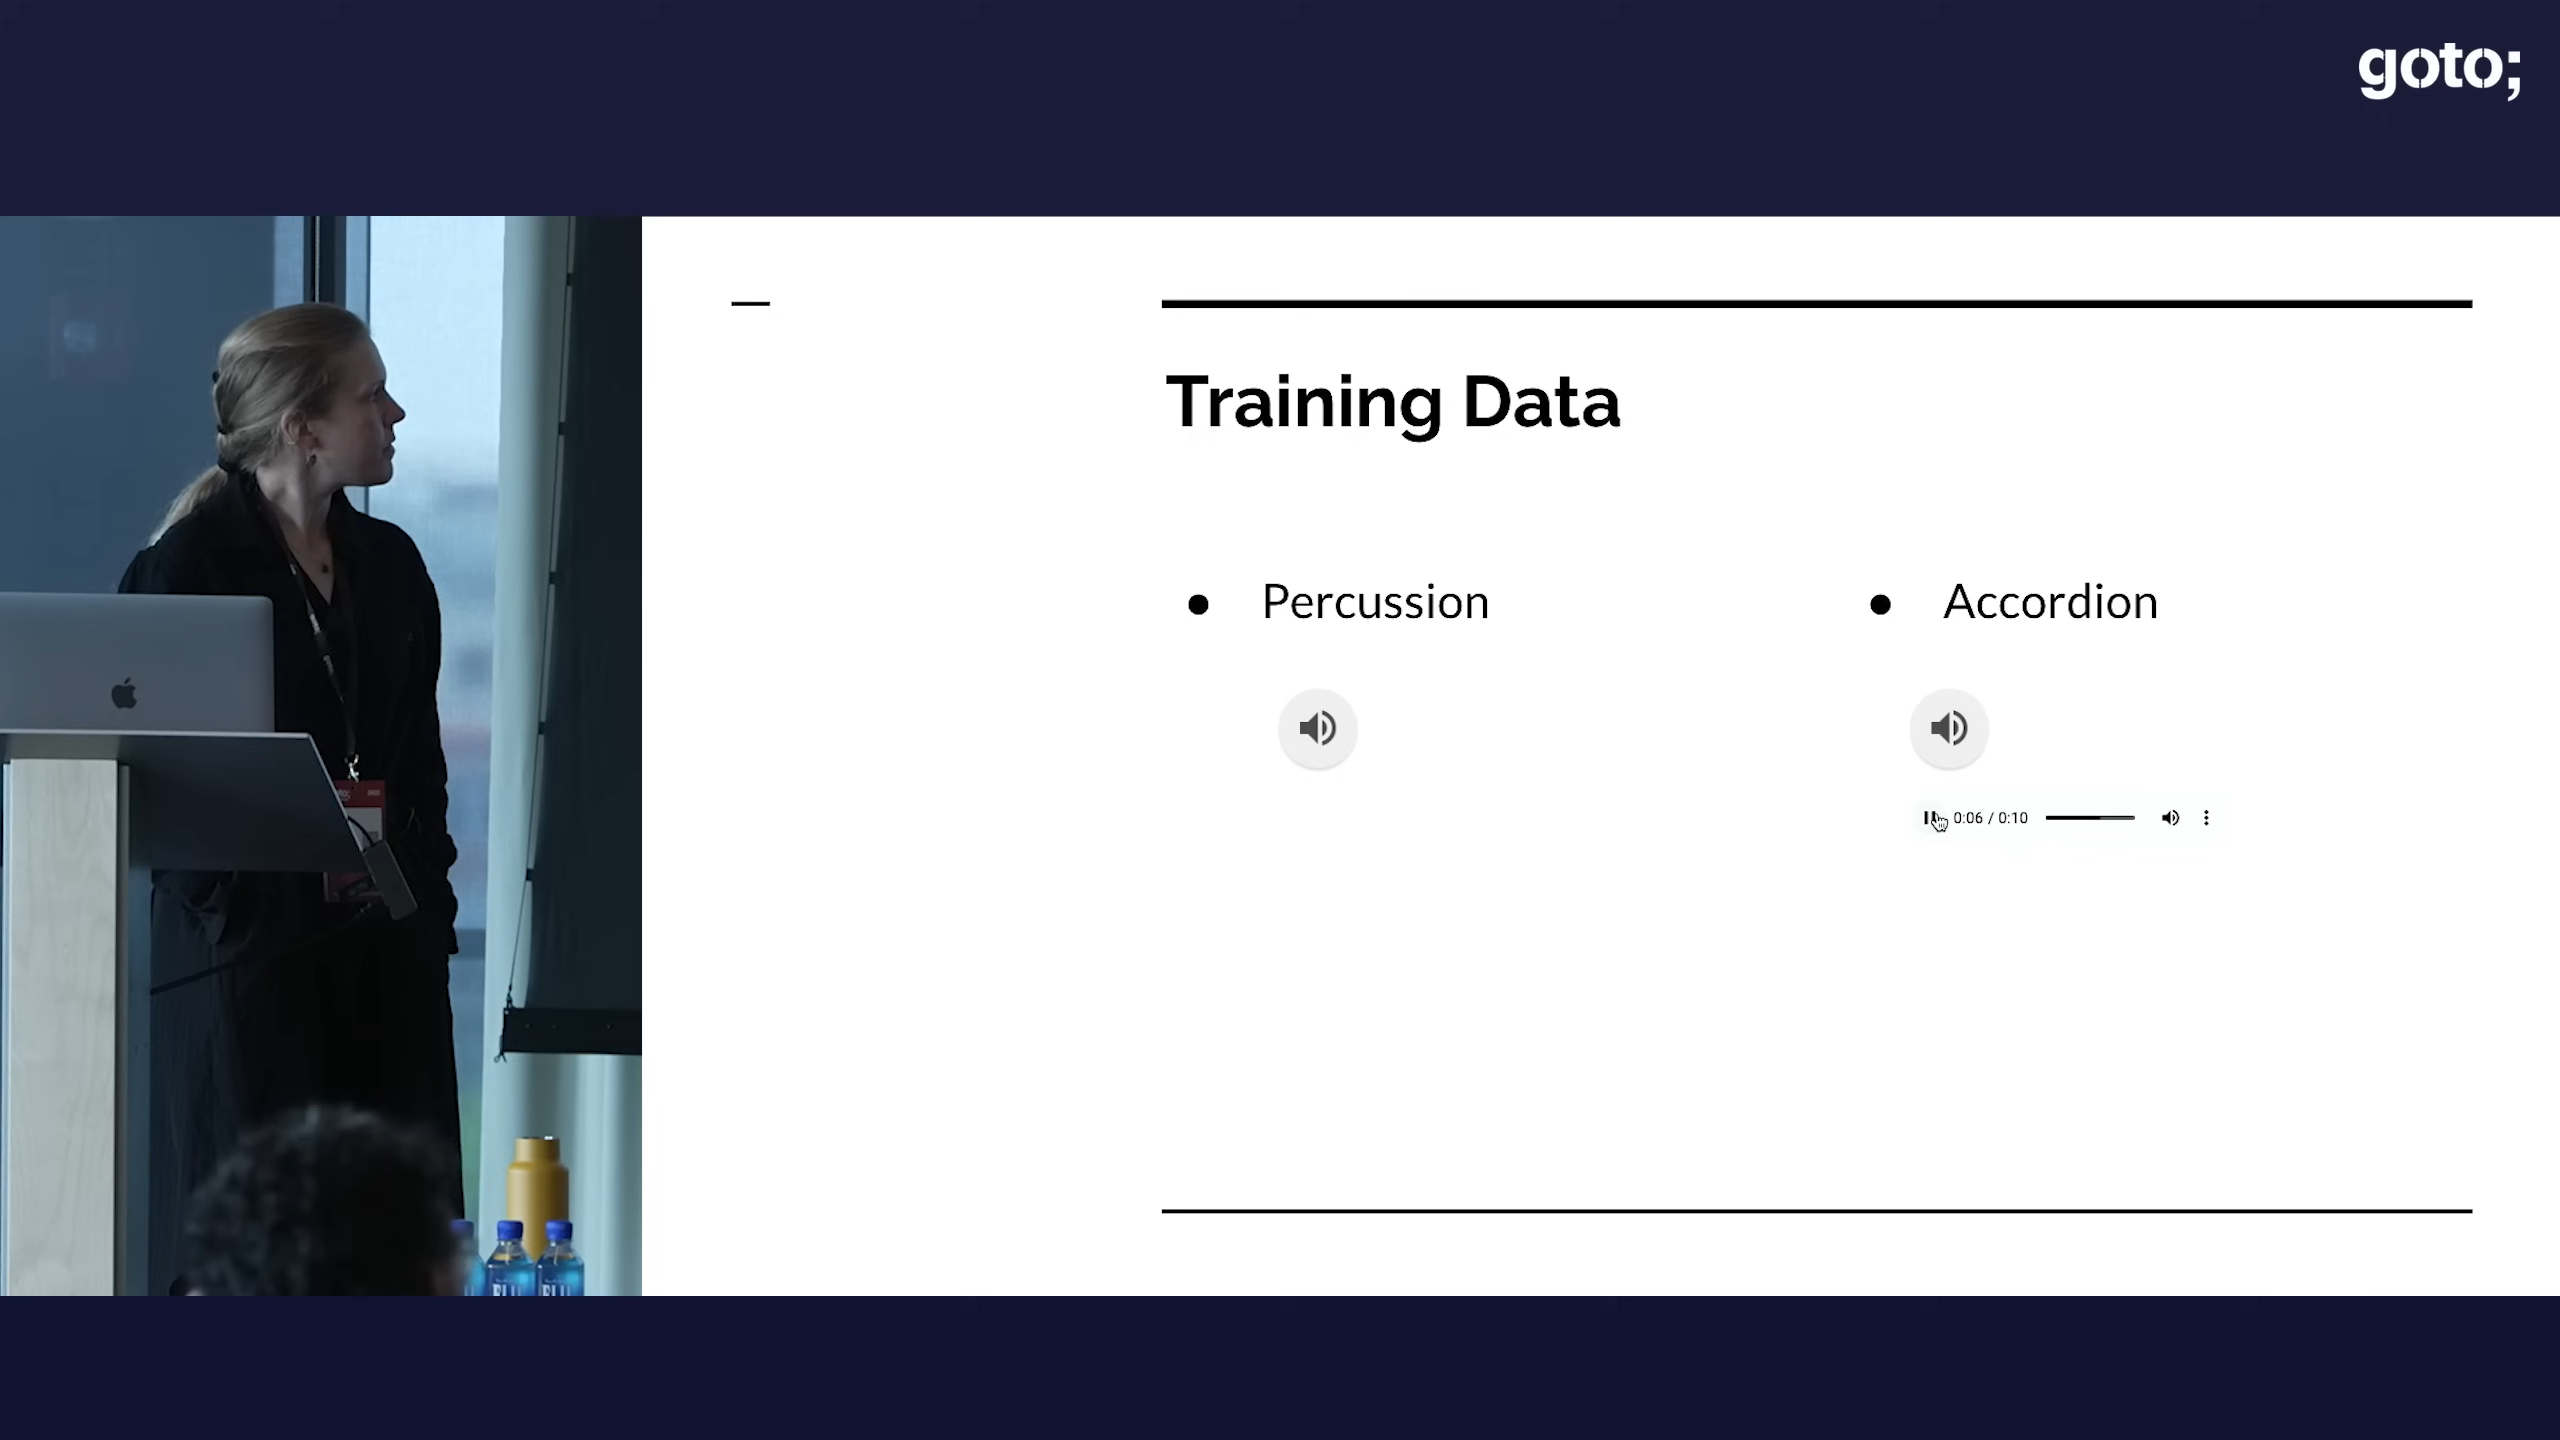 goto;
Training Data
● Percussion
● Accordion
0:06 / 0:10